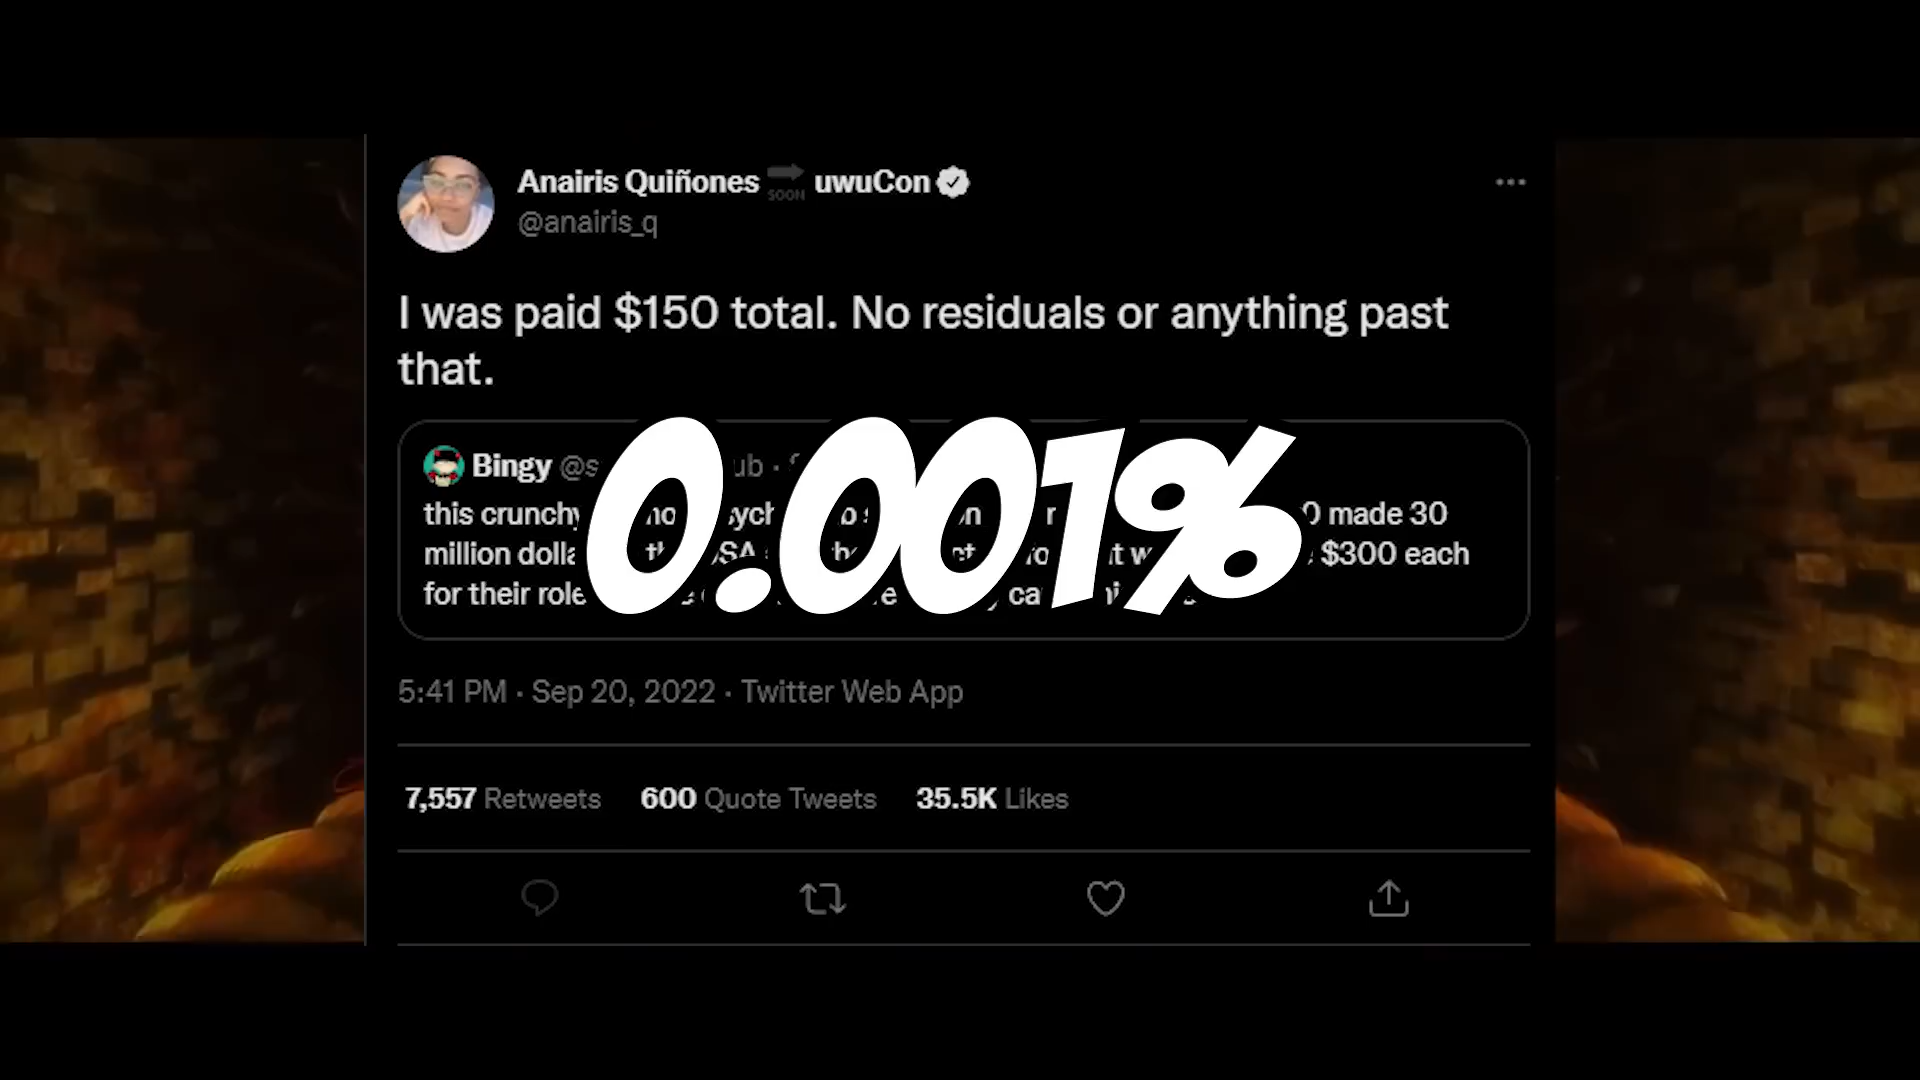 Anairis Quiñones SOON uwuCon
@anairis_q
I was paid $150 total. No residuals or anything past
that.
Bingy
this crunchy made 30
million $300 each
for their
0.001%
5:41 PM · Sep 20, 2022 · Twitter Web App
7,557 Retweets 600 Quote Tweets 35.5K Likes